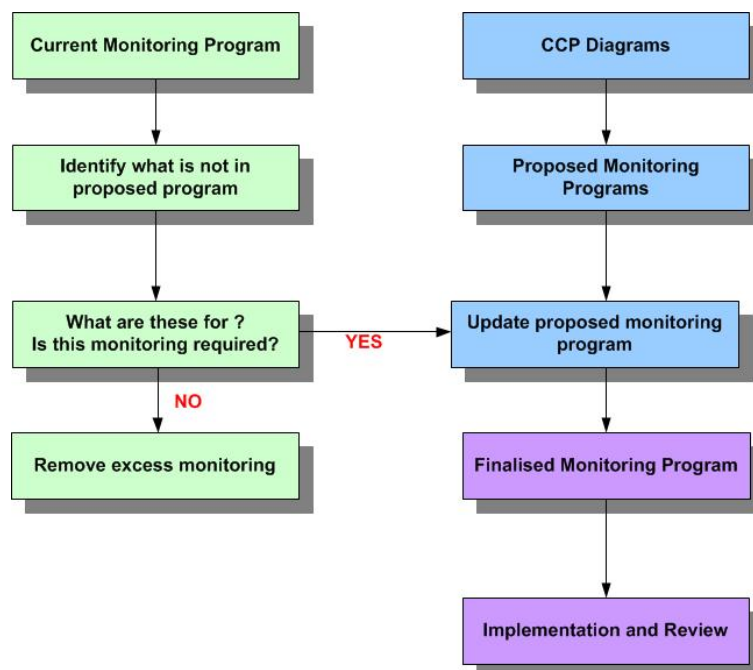 Current Monitoring Program
CCP Diagrams
Identify what is not in
proposed program
Proposed Monitoring
Programs
What are these for ?
Is this monitoring required?
YES
Update proposed monitoring
program
NO
Remove excess monitoring
Finalised Monitoring Program
Implementation and Review